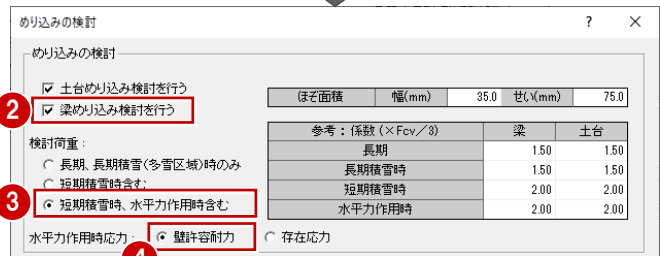 めり込みの検討 ? ×
めり込みの検討
土台めり込み検討を行う
2 梁めり込み検討を行う
ほぞ面積 幅(mm) 35.0 せい(mm) 75.0
検討荷重：
長期、長期積雪(多雪区域)時のみ
短期積雪時含む
3 短期積雪時、水平力作用時含む
参考：係数(×Fcv／3) 梁 土台
長期 1.50 1.50
長期積雪時 1.50 1.50
短期積雪時 2.00 2.00
水平力作用時 2.00 2.00
水平力作用時応力： 壁許容耐力 存在応力
4